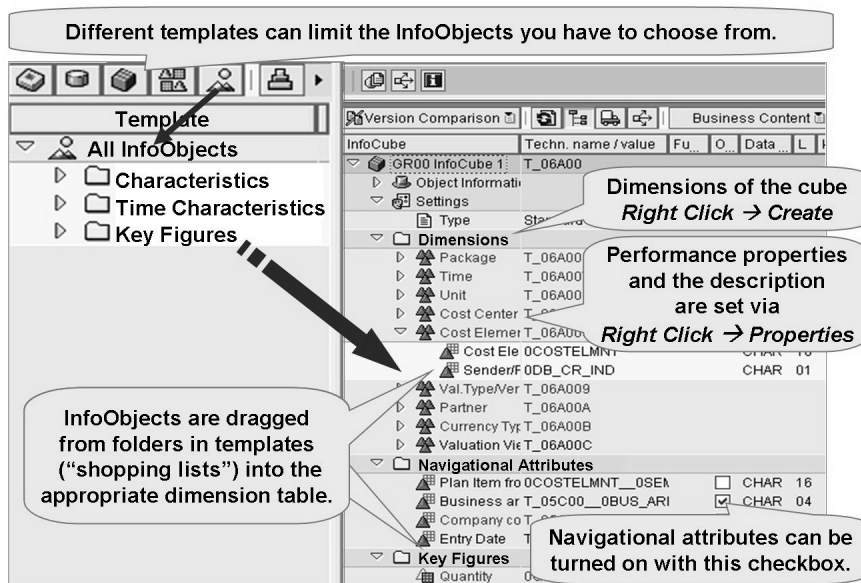 Different templates can limit the InfoObjects you have to choose from.
Template
All InfoObjects
Characteristics
Time Characteristics
Key Figures
Version Comparison
Business Content
InfoCube
Techn. name / value
Fu...
O...
Data
L
GR00 InfoCube 1
T_06A00
Object Informati
Settings
Type
Dimensions of the cube
Right Click → Create
Dimensions
Package
T_06A00
Time
T_06A00
Unit
T_06A00
Cost Center
Cost Elemer
T_06A00
Performance properties
and the description
are set via
Right Click → Properties
Cost Ele
0COSTELMNT
CHAR
Sender/F
0DB_CR_IND
CHAR 01
Val.Type/Ver
T_06A009
Partner
T_06A00A
Currency Typ
T_06A00B
Valuation Vie
T_06A00C
InfoObjects are dragged
from folders in templates
(“shopping lists”) into the
appropriate dimension table.
Navigational Attributes
Plan Item fro
0COSTELMNT__0SEM
CHAR 16
Business ar
T_05C00__0BUS_ARI
CHAR 04
Company co
Entry Date
Navigational attributes can be
turned on with this checkbox.
Key Figures
Quantity